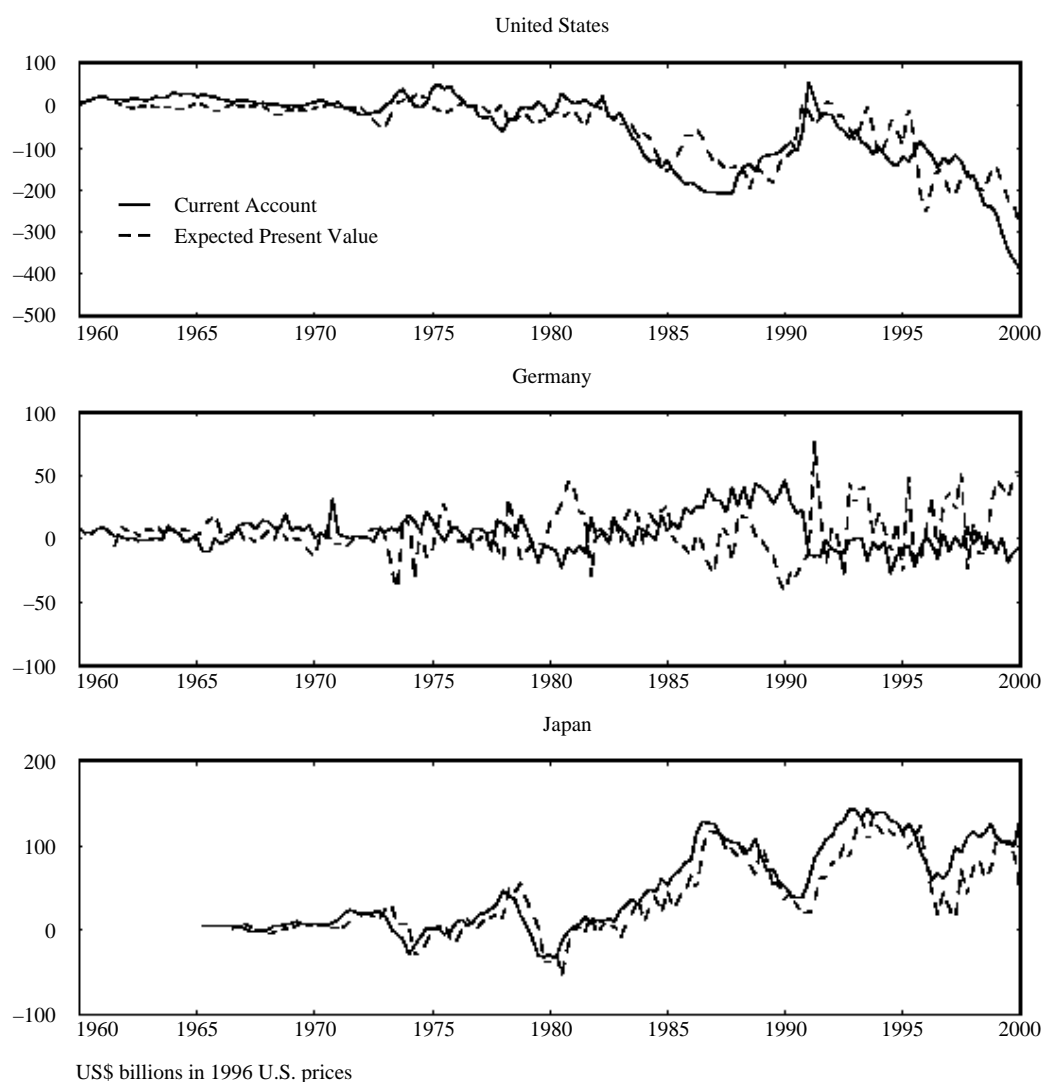 United States
100
0
–100
–200
–300
–400
–500
Current Account
Expected Present Value
1960 1965 1970 1975 1980 1985 1990 1995 2000
Germany
100
50
0
–50
–100
1960 1965 1970 1975 1980 1985 1990 1995 2000
Japan
200
100
0
–100
1960 1965 1970 1975 1980 1985 1990 1995 2000
US$ billions in 1996 U.S. prices